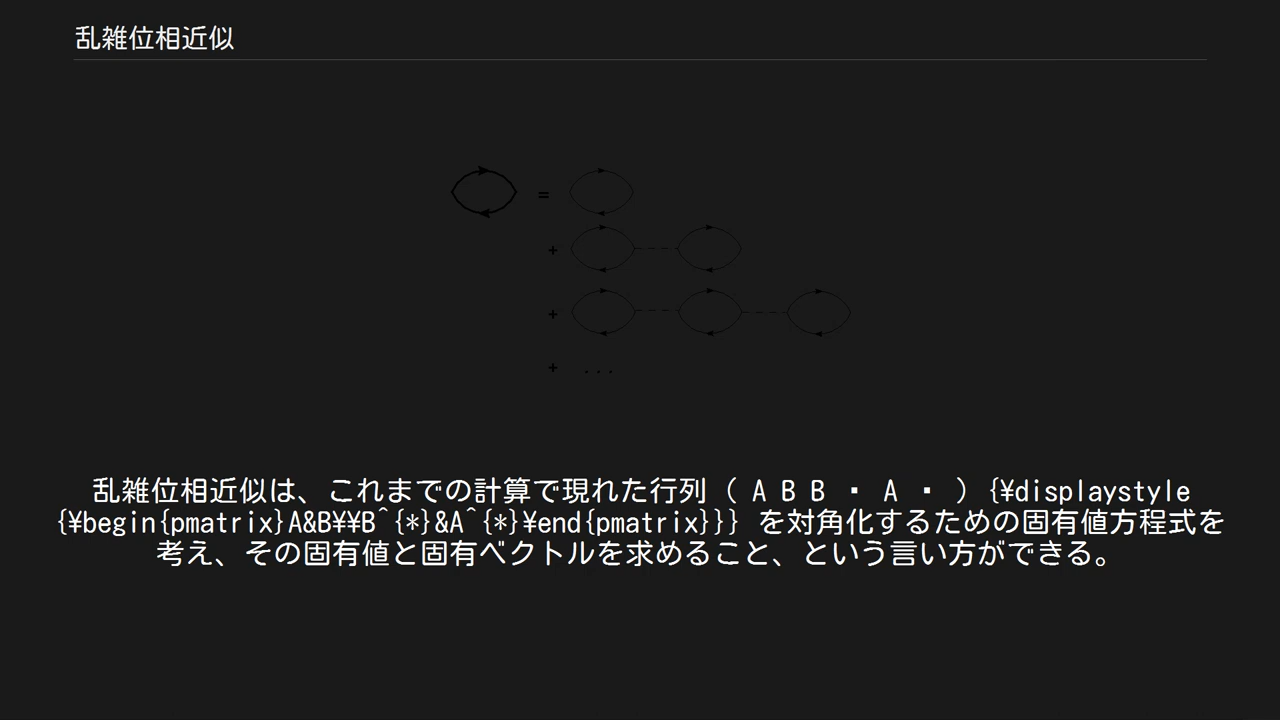 乱雑位相近似
=
+
+
+ ...
乱雑位相近似は、これまでの計算で現れた行列 ( A B B ∗ A ∗ ) {¥displaystyle
{¥begin{pmatrix}A&B¥¥B^{*}&A^{*}¥end{pmatrix}}} を対角化するための固有値方程式を
考え、その固有値と固有ベクトルを求めること、という言い方ができる。